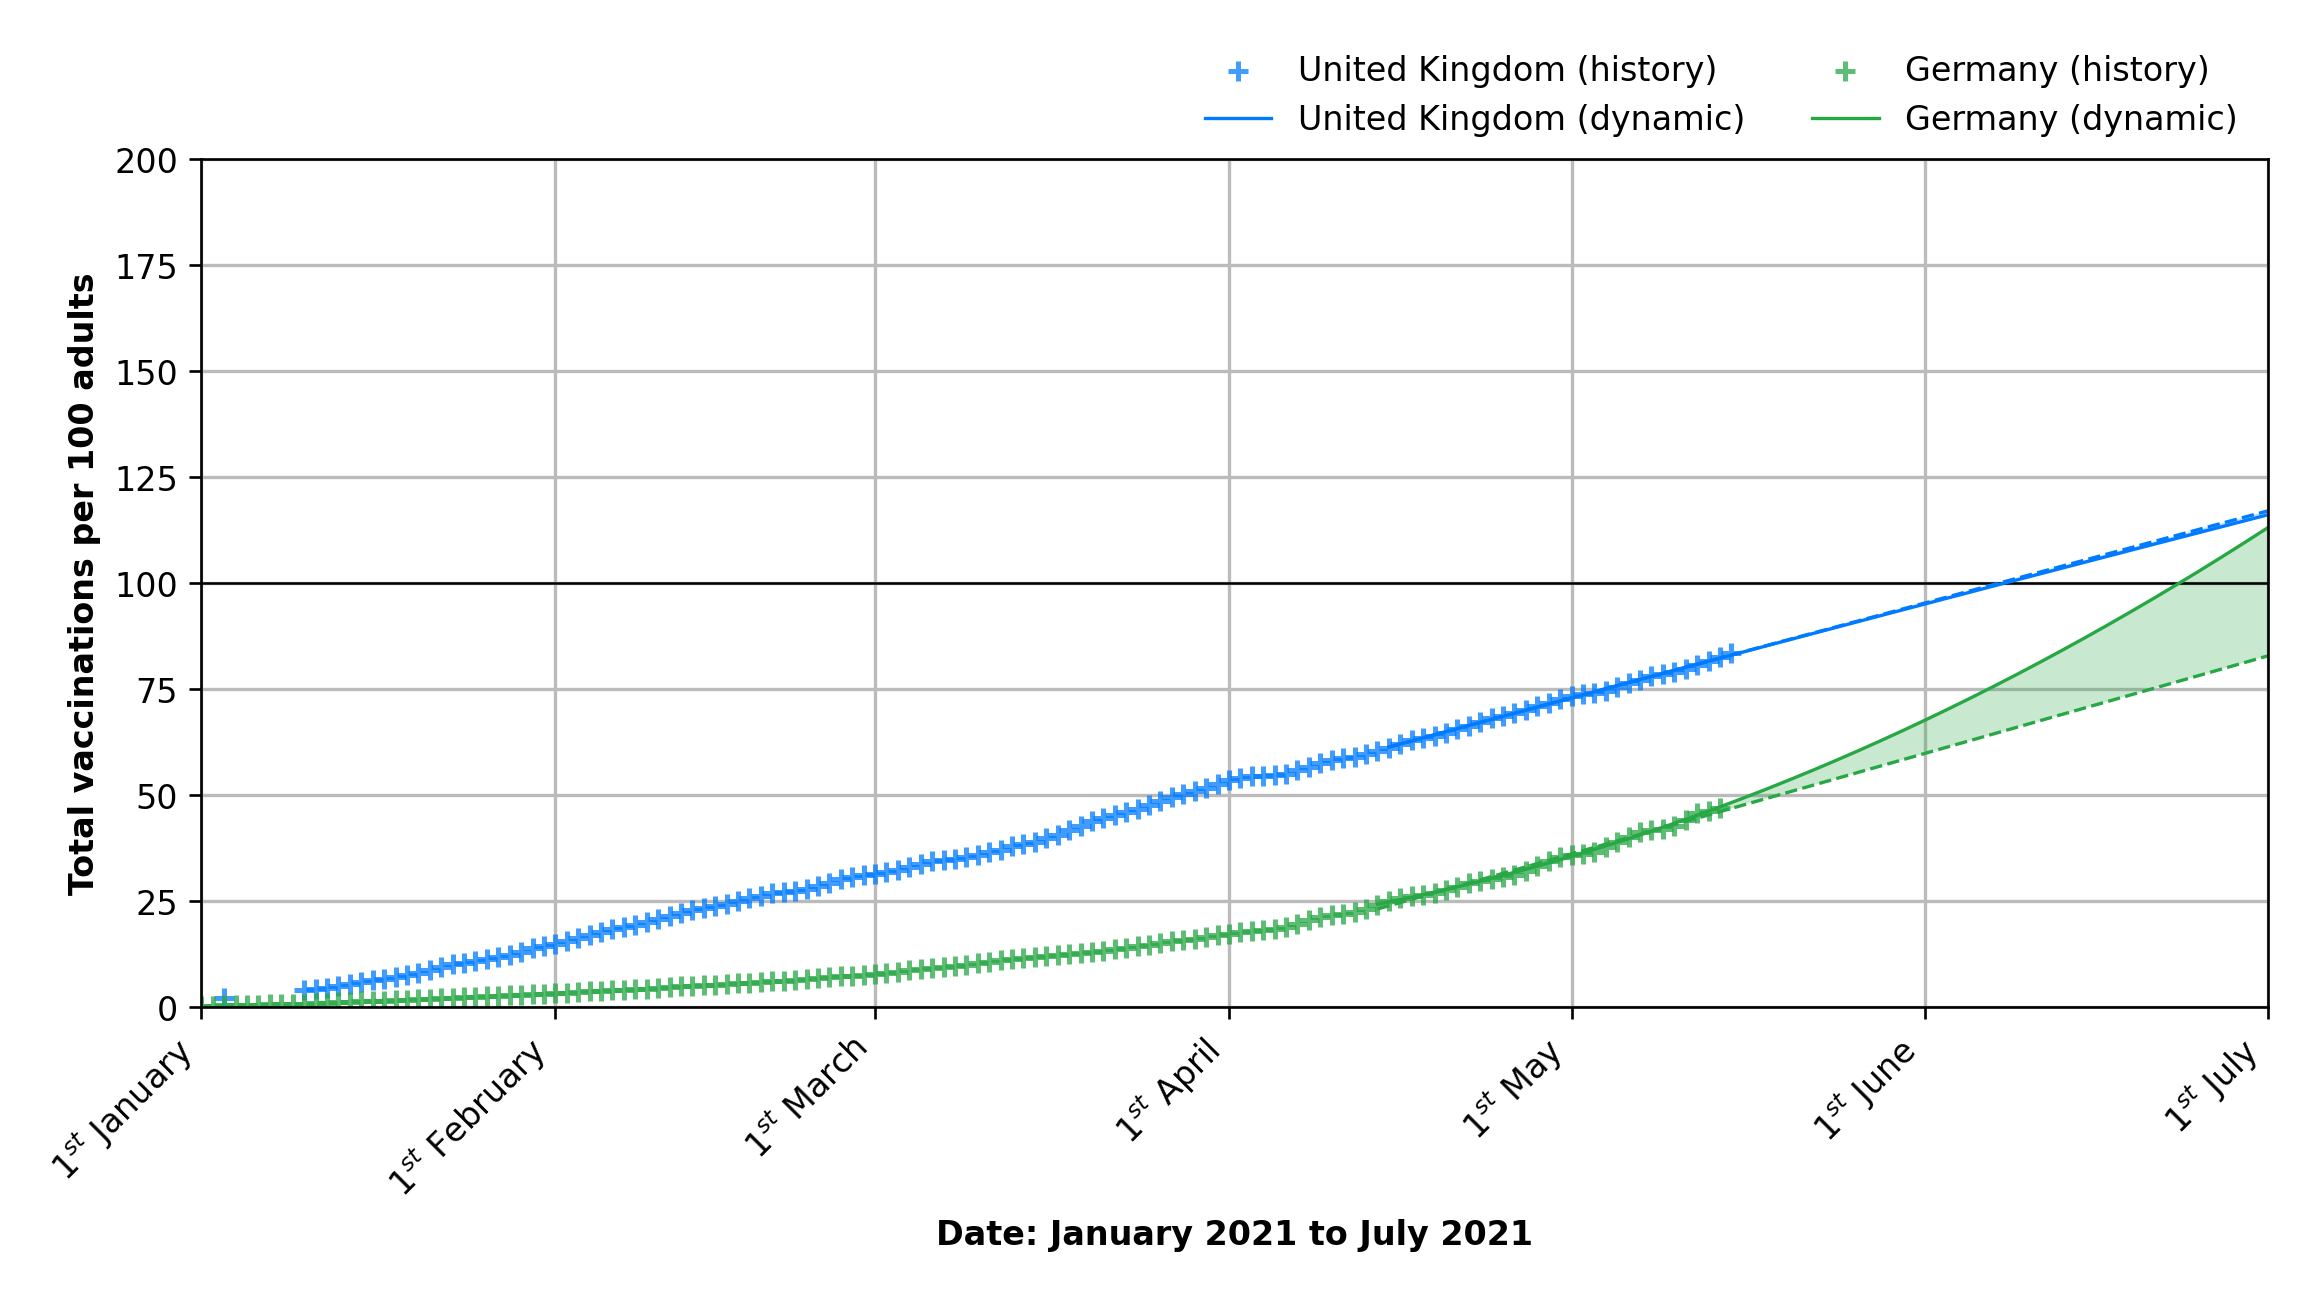 United Kingdom (history)
Germany (history)
United Kingdom (dynamic)
Germany (dynamic)
Total vaccinations per 100 adults
200
175
150
125
100
75
50
25
0
1st January
1st February
1st March
1st April
1st May
1st June
1st July
Date: January 2021 to July 2021